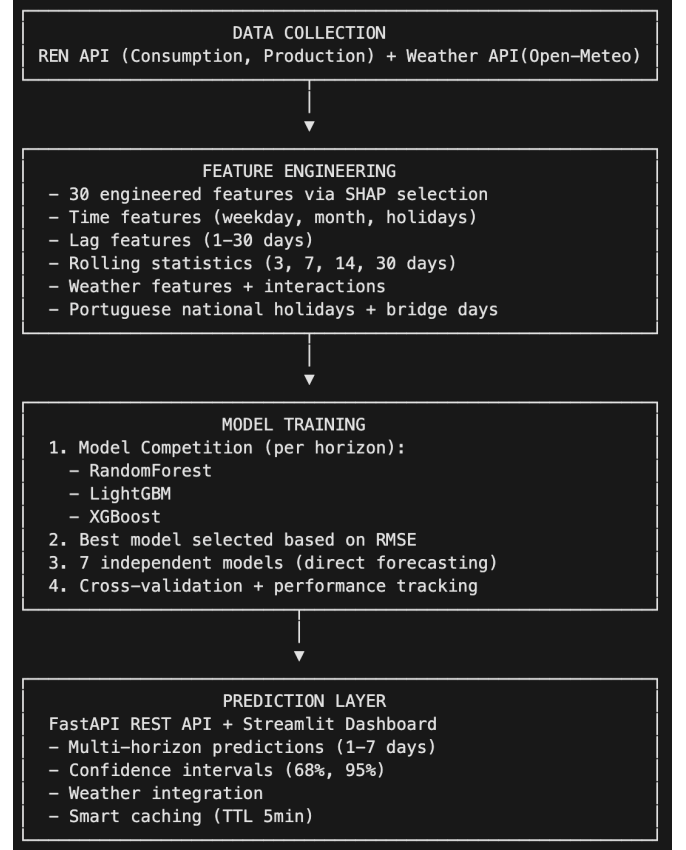 DATA COLLECTION
REN API (Consumption, Production) + Weather API(Open-Meteo)
FEATURE ENGINEERING
- 30 engineered features via SHAP selection
- Time features (weekday, month, holidays)
- Lag features (1-30 days)
- Rolling statistics (3, 7, 14, 30 days)
- Weather features + interactions
- Portuguese national holidays + bridge days
MODEL TRAINING
1. Model Competition (per horizon):
- RandomForest
- LightGBM
- XGBoost
2. Best model selected based on RMSE
3. 7 independent models (direct forecasting)
4. Cross-validation + performance tracking
PREDICTION LAYER
FastAPI REST API + Streamlit Dashboard
- Multi-horizon predictions (1-7 days)
- Confidence intervals (68%, 95%)
- Weather integration
- Smart caching (TTL 5min)